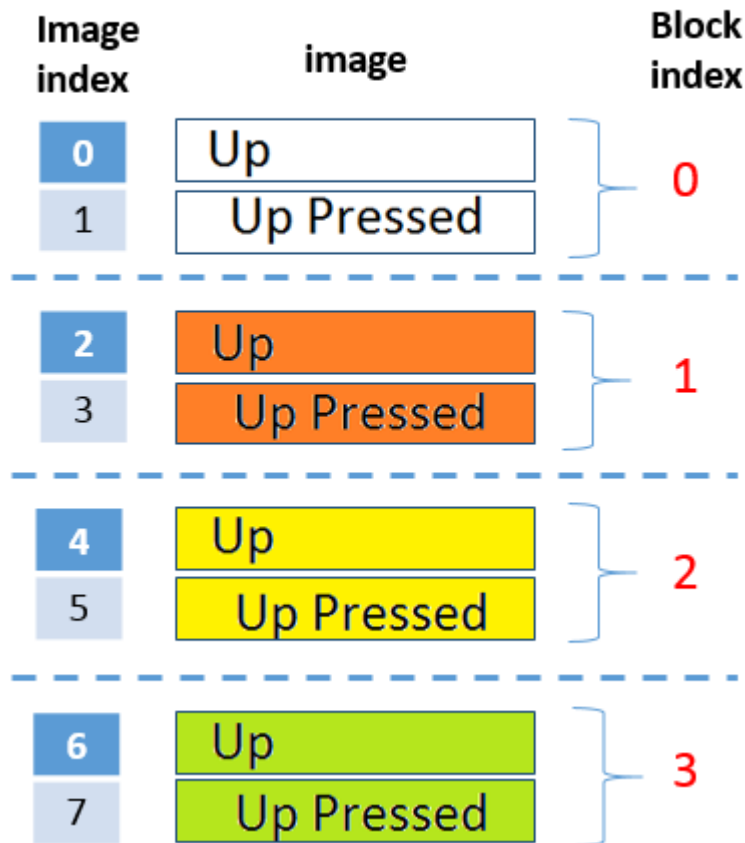 Image index image Block index
0 Up
1 Up Pressed
0
2 Up
3 Up Pressed
1
4 Up
5 Up Pressed
2
6 Up
7 Up Pressed
3